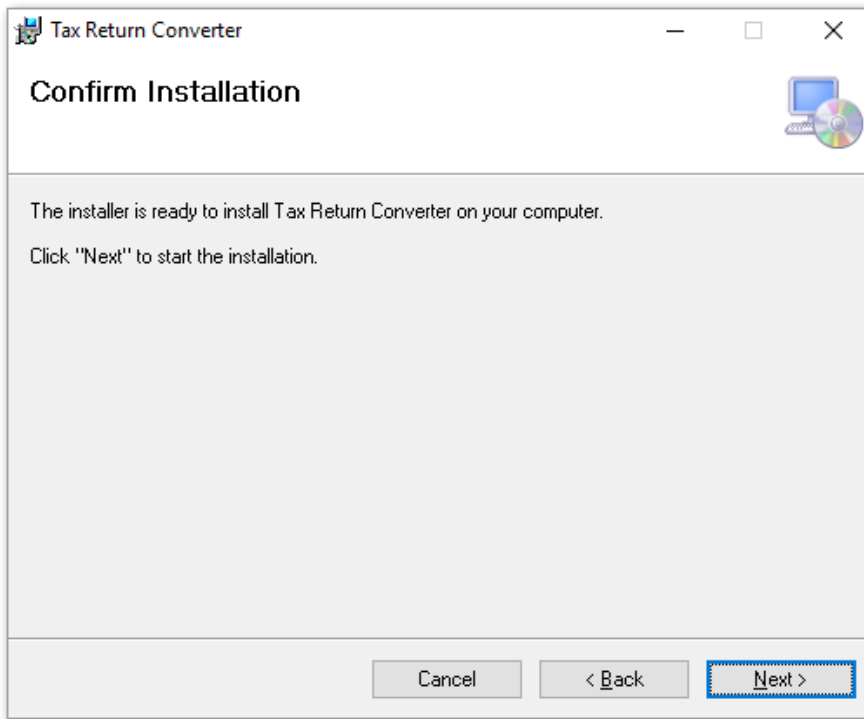 Tax Return Converter
Confirm Installation
The installer is ready to install Tax Return Converter on your computer.
Click "Next" to start the installation.
Cancel
< Back
Next >